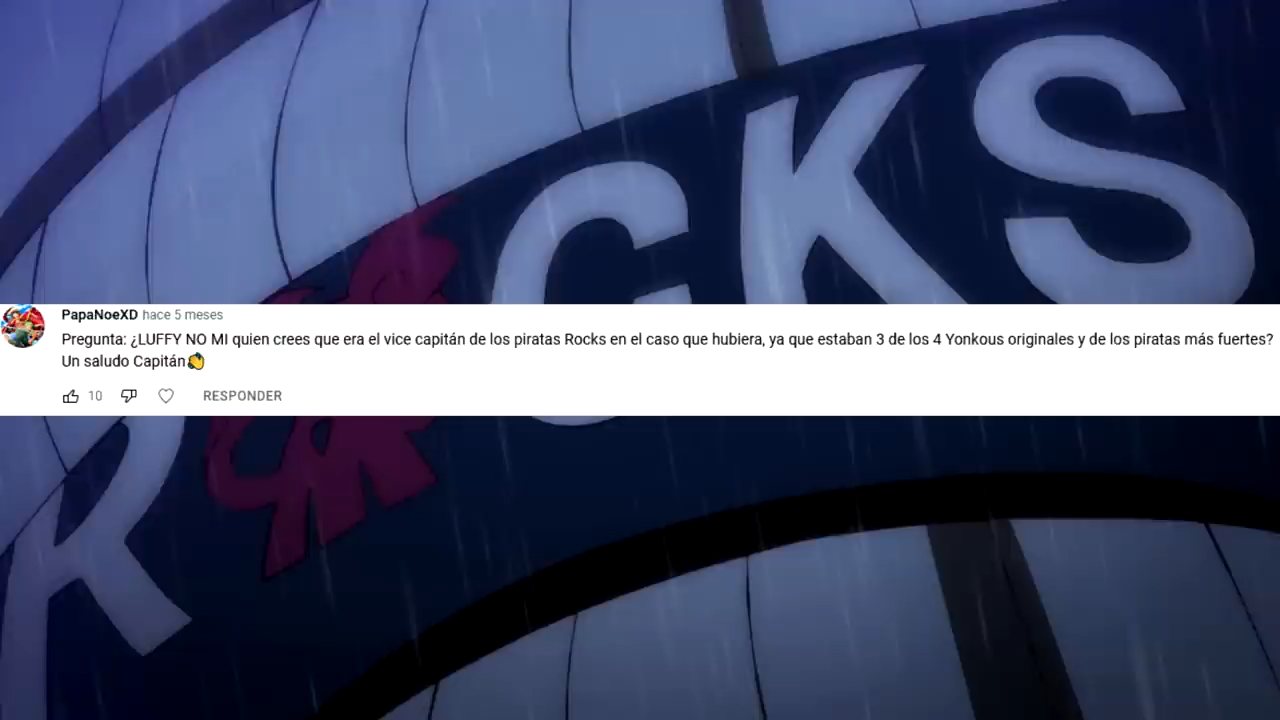 R CKS
PapaNoeXD hace 5 meses
Pregunta: ¿LUFFY NO MI quien crees que era el vice capitán de los piratas Rocks en el caso que hubiera, ya que estaban 3 de los 4 Yonkous originales y de los piratas más fuertes?
Un saludo Capitán👏
10 RESPONDER